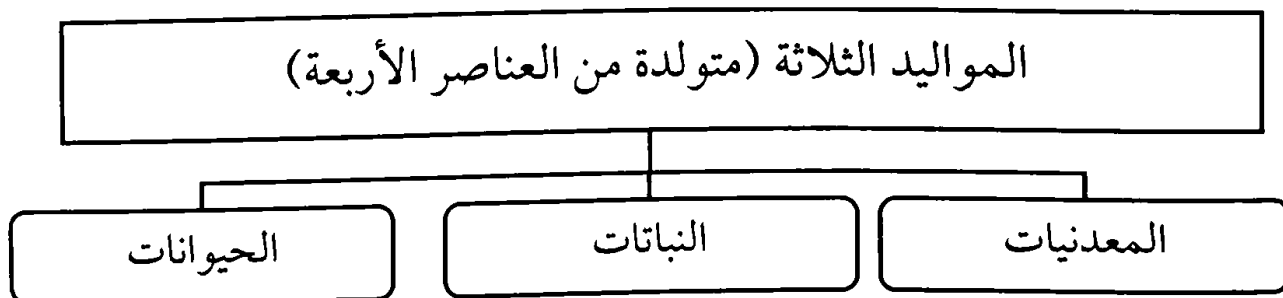 المواليد الثلاثة (متولدة من العناصر الأربعة)
المعدنيات
النباتات
الحيوانات